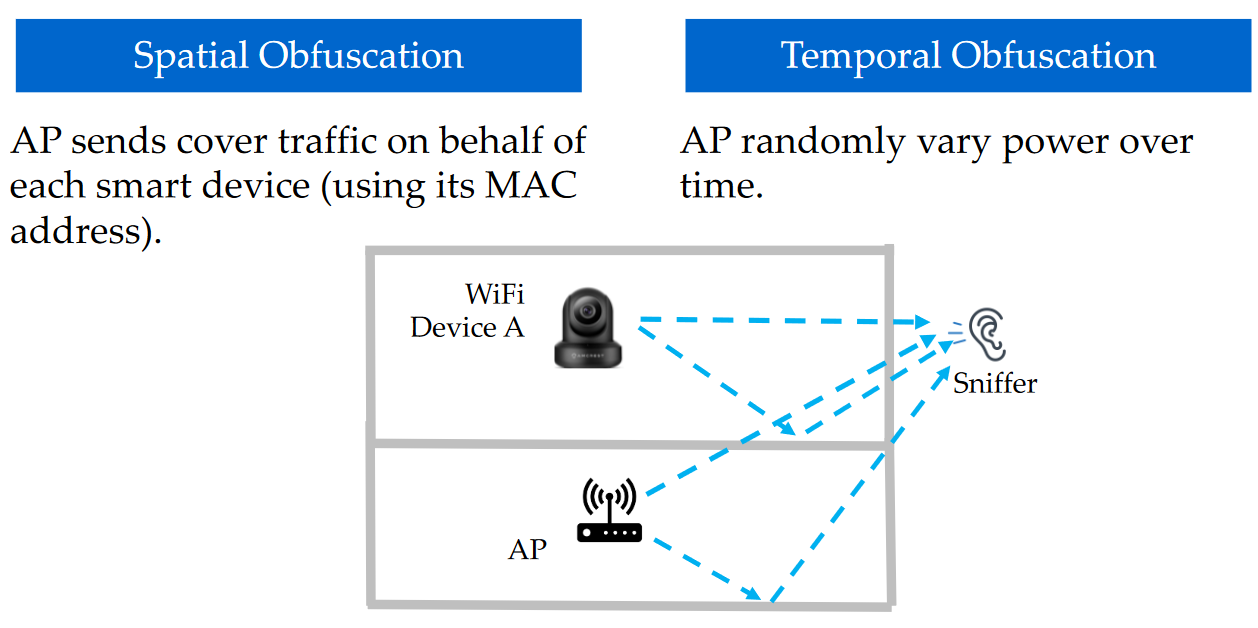 Spatial Obfuscation
Temporal Obfuscation
AP sends cover traffic on behalf of
each smart device (using its MAC
address).
AP randomly vary power over
time.
WiFi
Device A
Sniffer
AP